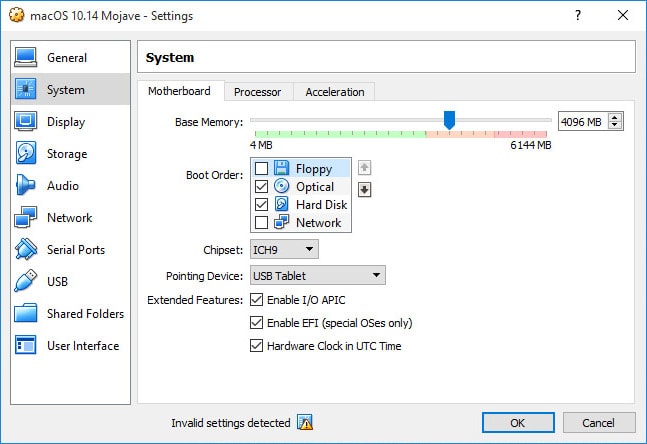 macOS 10.14 Mojave - Settings
?
General
System
Display
Storage
Audio
Network
Serial Ports
USB
Shared Folders
User Interface
System
Motherboard Processor Acceleration
Base Memory: 4096 MB
4 MB 6144 MB
Boot Order: Floppy
Optical
Hard Disk
Network
Chipset: ICH9
Pointing Device: USB Tablet
Extended Features: Enable I/O APIC
Enable EFI (special OSes only)
Hardware Clock in UTC Time
Invalid settings detected OK Cancel